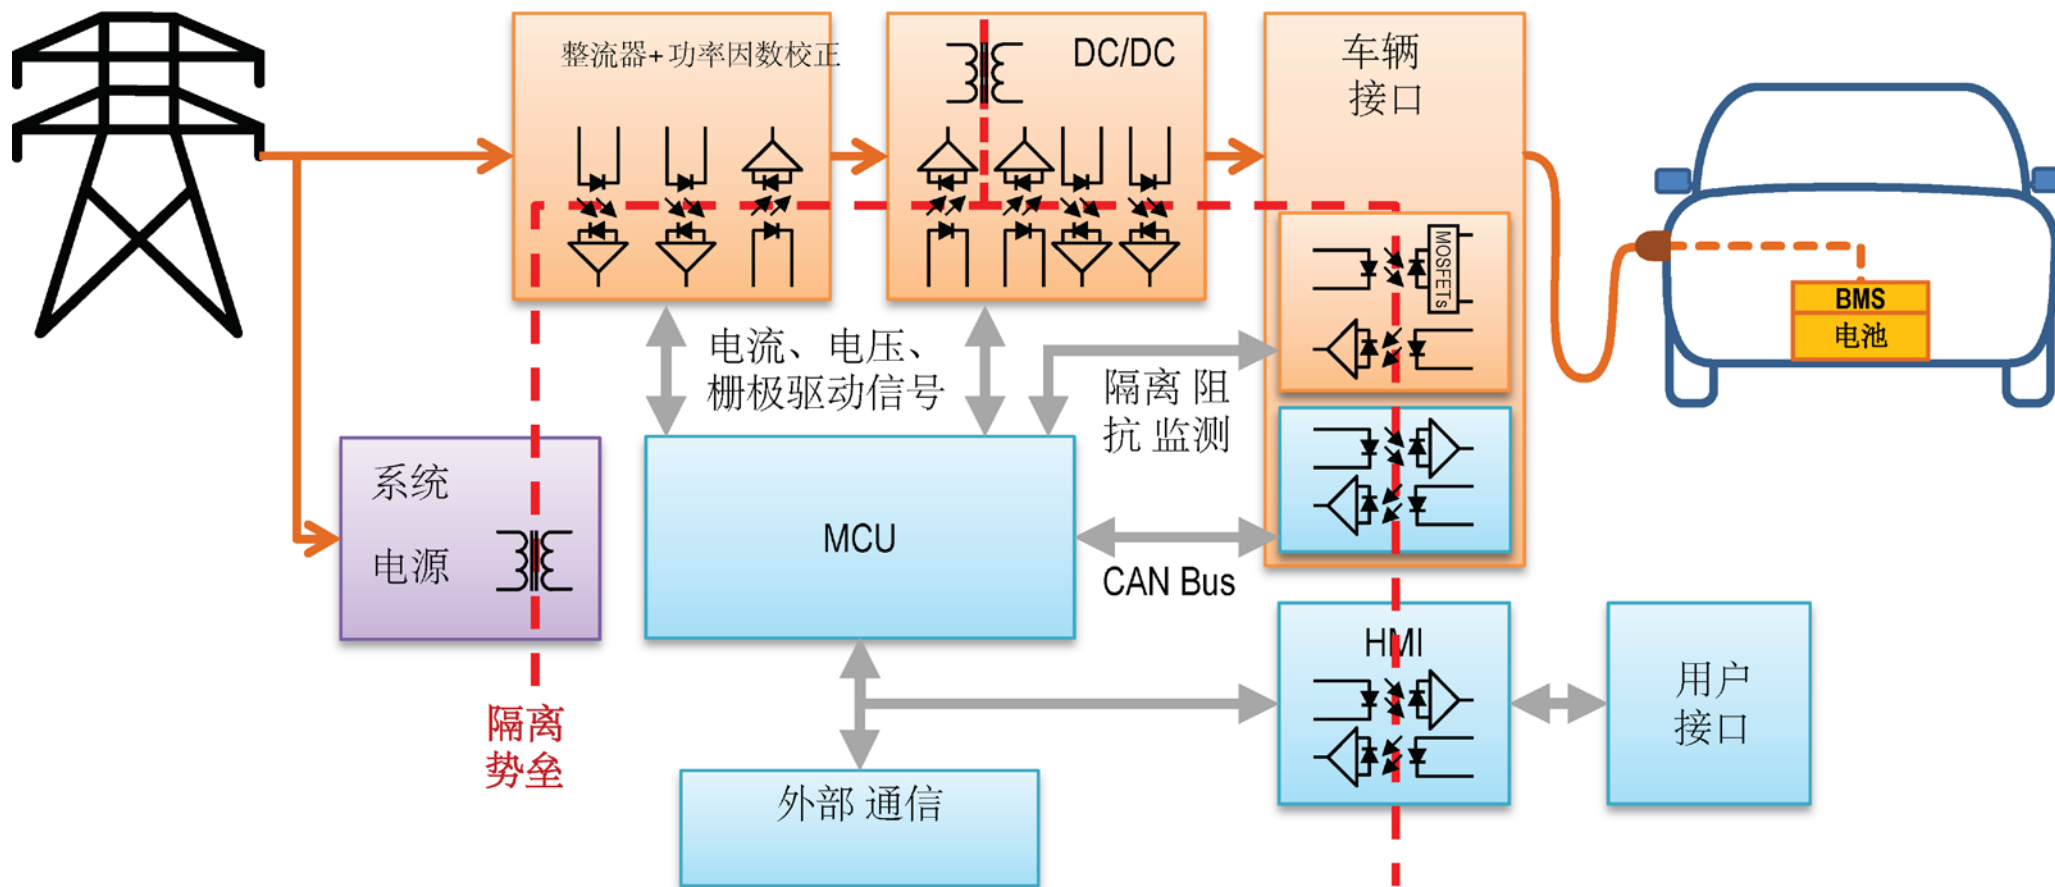 整流器+功率因数校正
DC/DC
车辆
接口
MOSFETs
BMS
电池
电流、电压、
栅极驱动信号
隔离 阻
抗 监测
系统
电源
MCU
CAN Bus
HMI
用户
接口
隔离
势垒
外部 通信